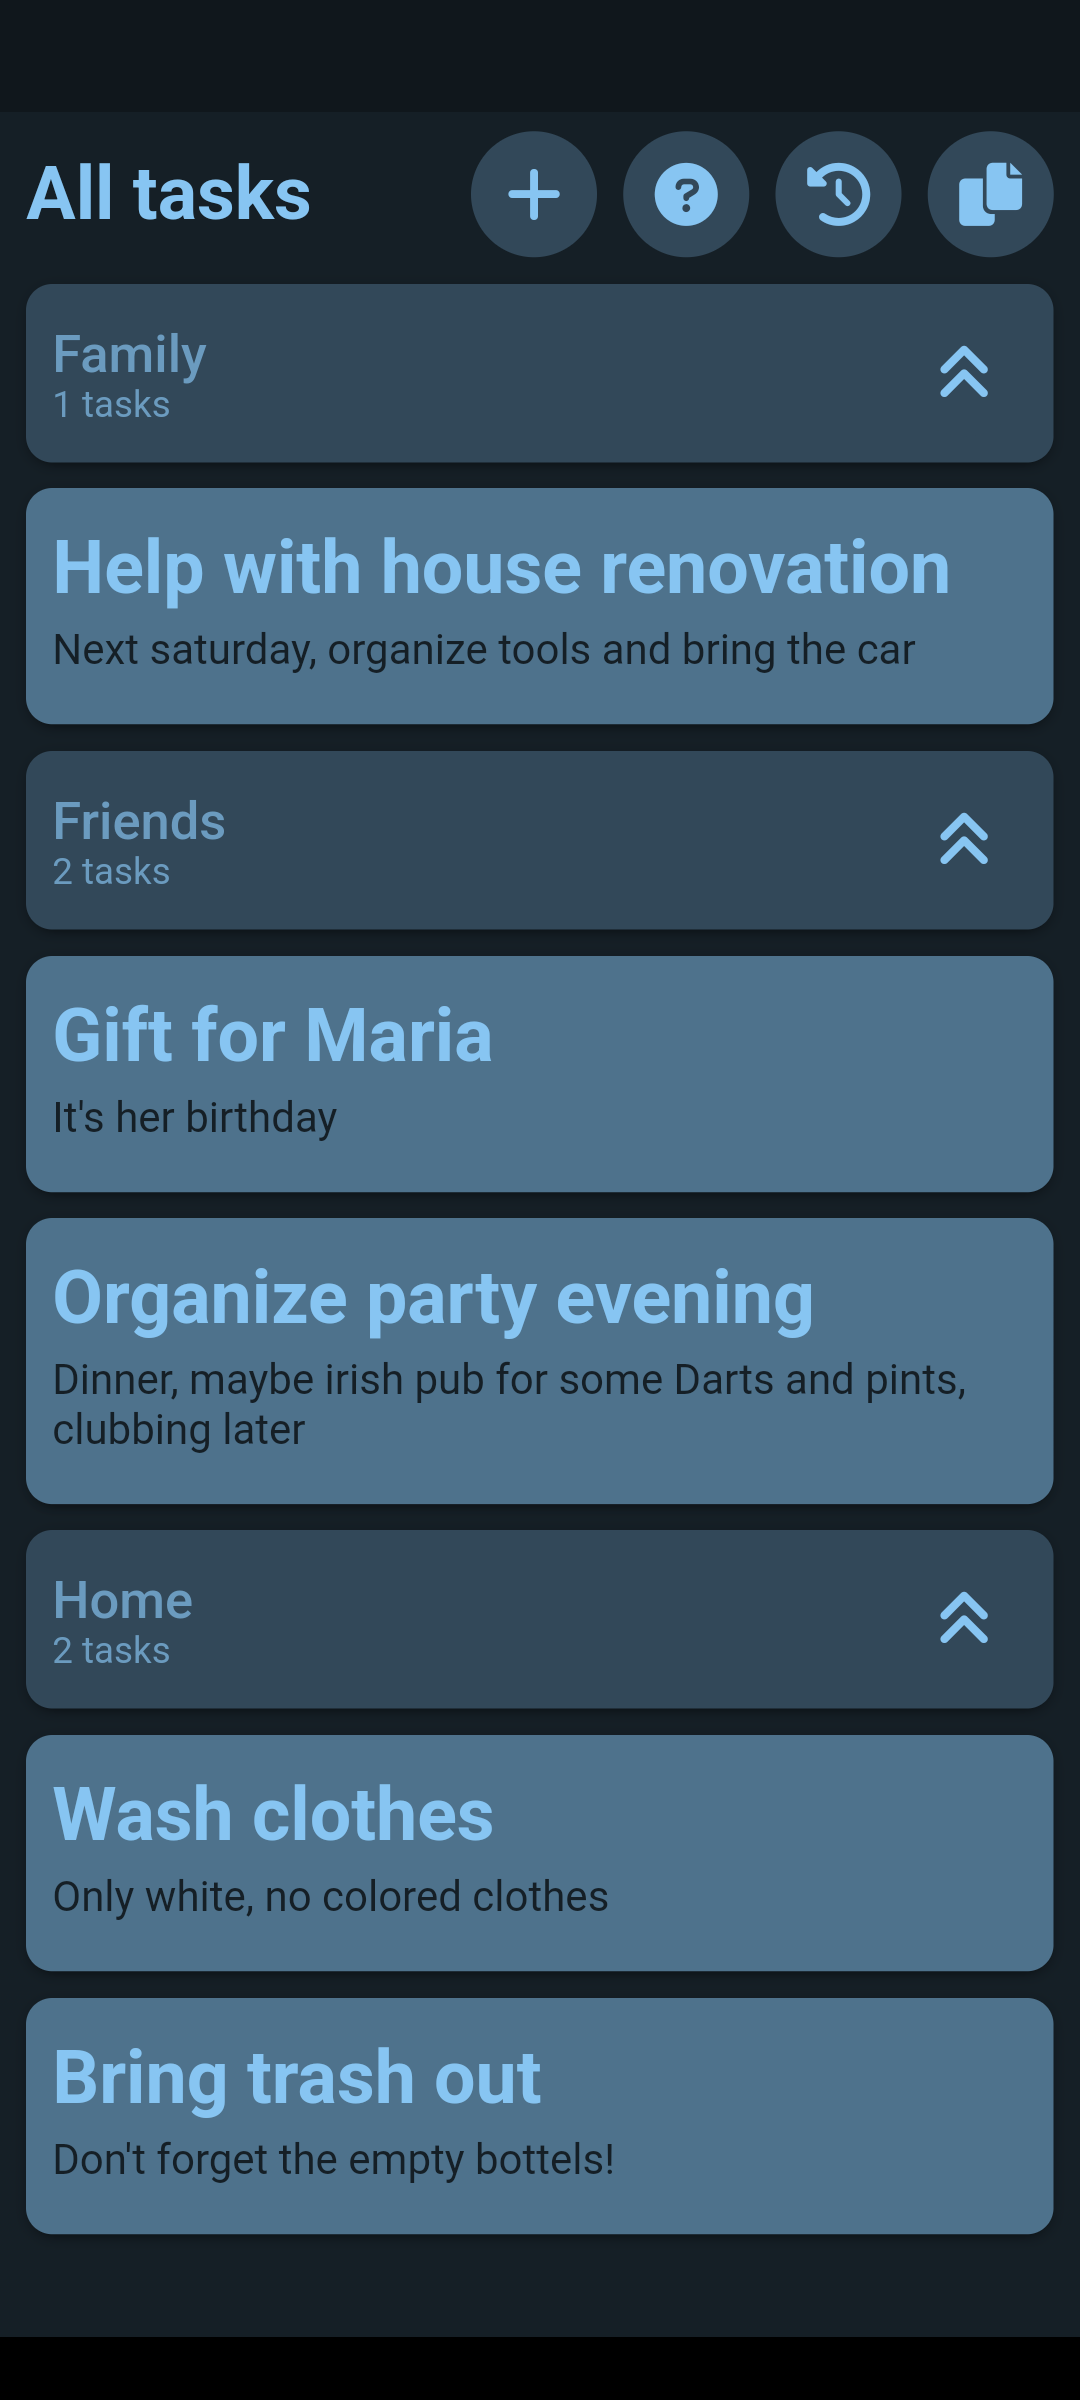 All tasks
Family
1 tasks
Help with house renovation
Next saturday, organize tools and bring the car
Friends
2 tasks
Gift for Maria
It's her birthday
Organize party evening
Dinner, maybe irish pub for some Darts and pints,
clubbing later
Home
2 tasks
Wash clothes
Only white, no colored clothes
Bring trash out
Don't forget the empty bottels!